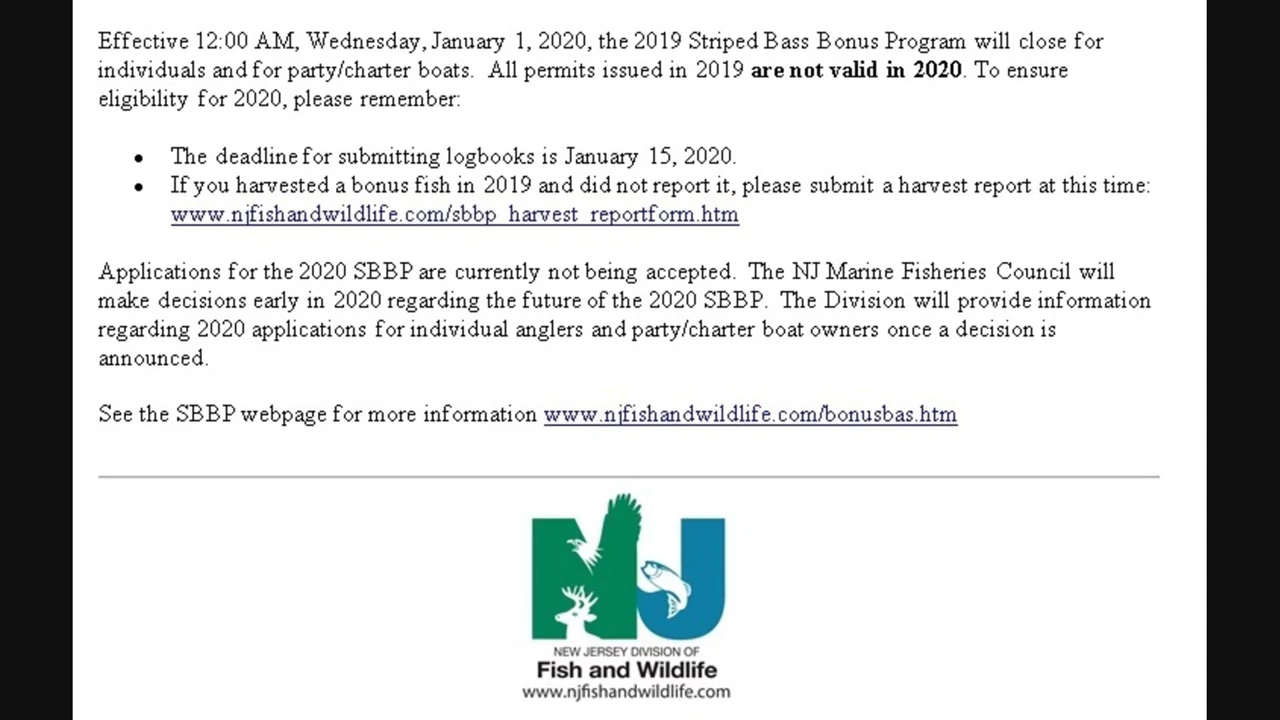 Effective 12:00 AM, Wednesday, January 1, 2020, the 2019 Striped Bass Bonus Program will close for
individuals and for party/charter boats. All permits issued in 2019 are not valid in 2020. To ensure
eligibility for 2020, please remember:
• The deadline for submitting logbooks is January 15, 2020.
• If you harvested a bonus fish in 2019 and did not report it, please submit a harvest report at this time:
www.njfishandwildlife.com/sbbp_harvest_reportform.htm
Applications for the 2020 SBBP are currently not being accepted. The NJ Marine Fisheries Council will
make decisions early in 2020 regarding the future of the 2020 SBBP. The Division will provide information
regarding 2020 applications for individual anglers and party/charter boat owners once a decision is
announced.
See the SBBP webpage for more information www.njfishandwildlife.com/bonusbas.htm
NJ
NEW JERSEY DIVISION OF
Fish and Wildlife
www.njfishandwildlife.com